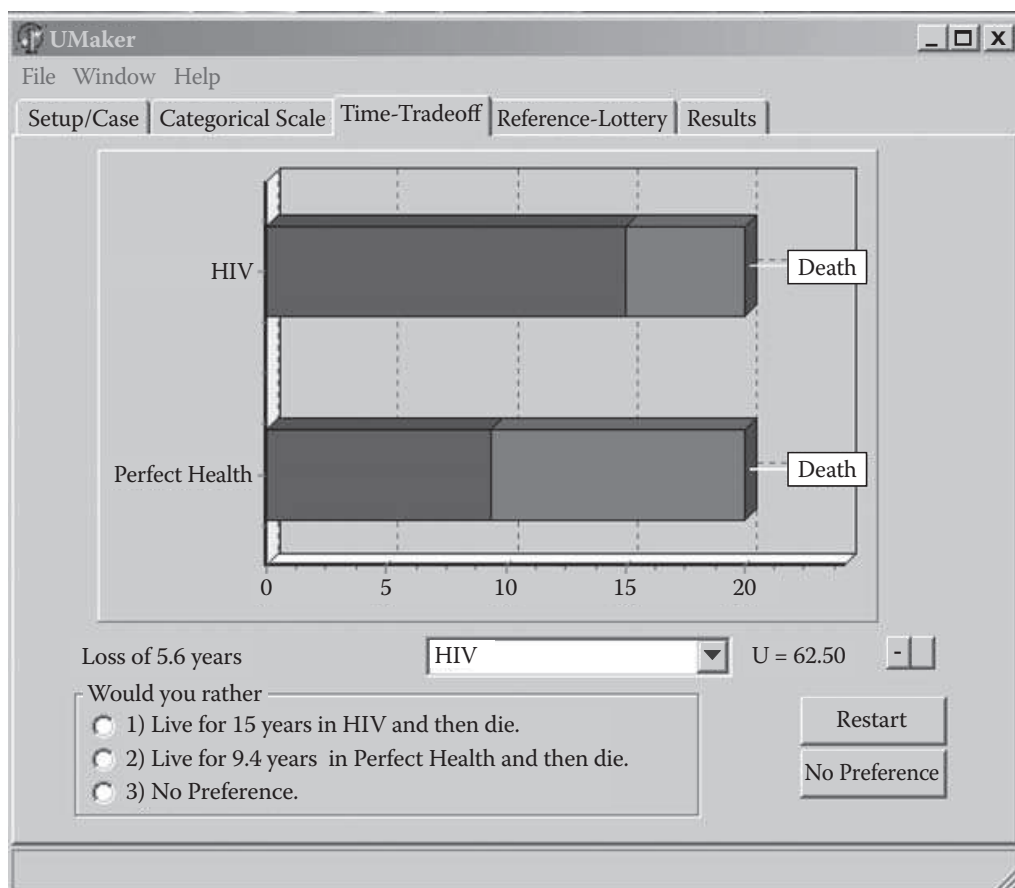 UMaker
File Window Help
Setup/Case Categorical Scale Time-Tradeoff Reference-Lottery Results
HIV
Death
Perfect Health
Death
0 5 10 15 20
Loss of 5.6 years HIV U = 62.50 -
Would you rather
1) Live for 15 years in HIV and then die.
2) Live for 9.4 years in Perfect Health and then die.
3) No Preference.
Restart
No Preference